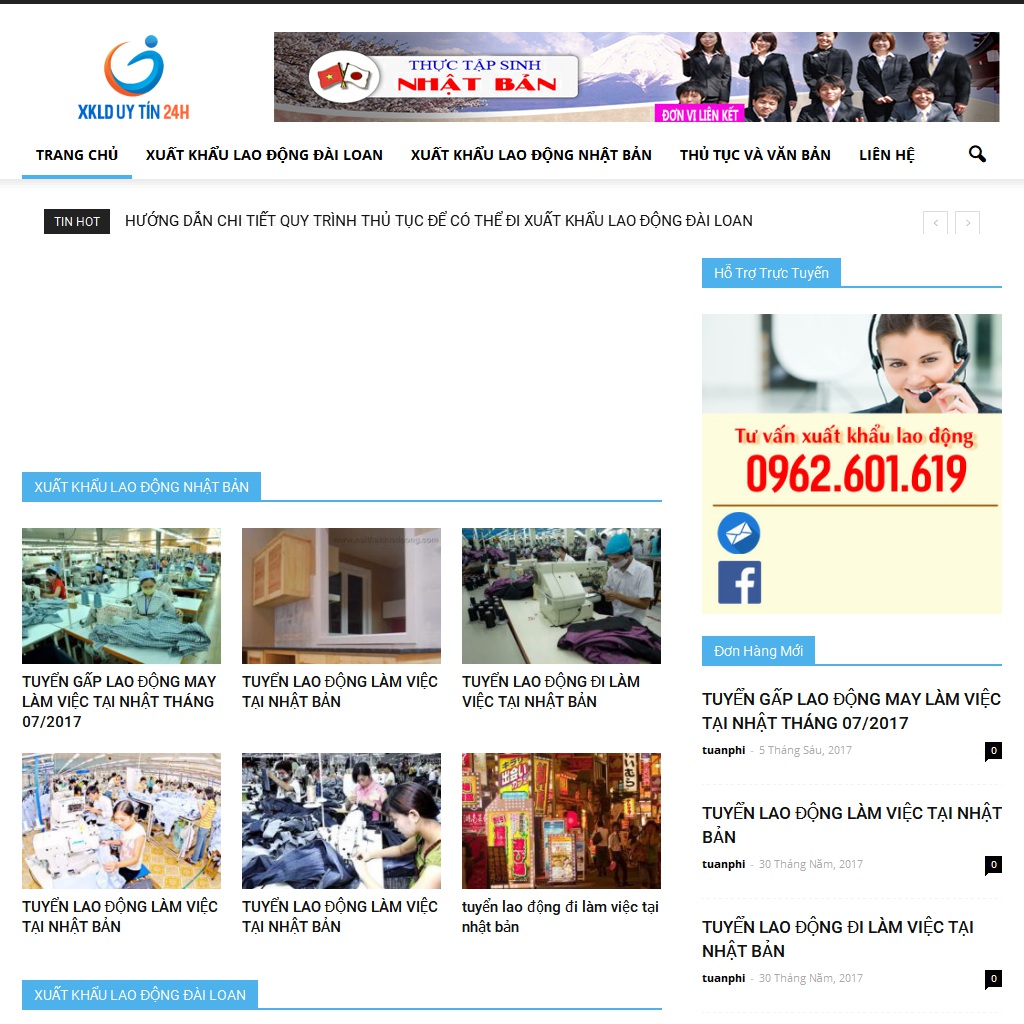 XKLD UY TÍN 24H
THỰC TẬP SINH
NHẬT BẢN
ĐƠN VỊ LIÊN KẾT
TRANG CHỦ
XUẤT KHẨU LAO ĐỘNG ĐÀI LOAN
XUẤT KHẨU LAO ĐỘNG NHẬT BẢN
THỦ TỤC VÀ VĂN BẢN
LIÊN HỆ
TIN HOT
HƯỚNG DẪN CHI TIẾT QUY TRÌNH THỦ TỤC ĐỂ CÓ THỂ ĐI XUẤT KHẨU LAO ĐỘNG ĐÀI LOAN
XUẤT KHẨU LAO ĐỘNG NHẬT BẢN
TUYỂN GẤP LAO ĐỘNG MAY
LÀM VIỆC TẠI NHẬT THÁNG
07/2017
TUYỂN LAO ĐỘNG LÀM VIỆC
TẠI NHẬT BẢN
TUYỂN LAO ĐỘNG ĐI LÀM
VIỆC TẠI NHẬT BẢN
TUYỂN LAO ĐỘNG LÀM VIỆC
TẠI NHẬT BẢN
TUYỂN LAO ĐỘNG LÀM VIỆC
TẠI NHẬT BẢN
tuyển lao động đi làm việc tại
nhật bản
XUẤT KHẨU LAO ĐỘNG ĐÀI LOAN
Hỗ Trợ Trực Tuyến
Tư vấn xuất khẩu lao động
0962.601.619
Đơn Hàng Mới
TUYỂN GẤP LAO ĐỘNG MAY LÀM VIỆC
TẠI NHẬT THÁNG 07/2017
tuanphi - 5 Tháng Sáu, 2017
0
TUYỂN LAO ĐỘNG LÀM VIỆC TẠI NHẬT
BẢN
tuanphi - 30 Tháng Năm, 2017
0
TUYỂN LAO ĐỘNG ĐI LÀM VIỆC TẠI
NHẬT BẢN
tuanphi - 30 Tháng Năm, 2017
0